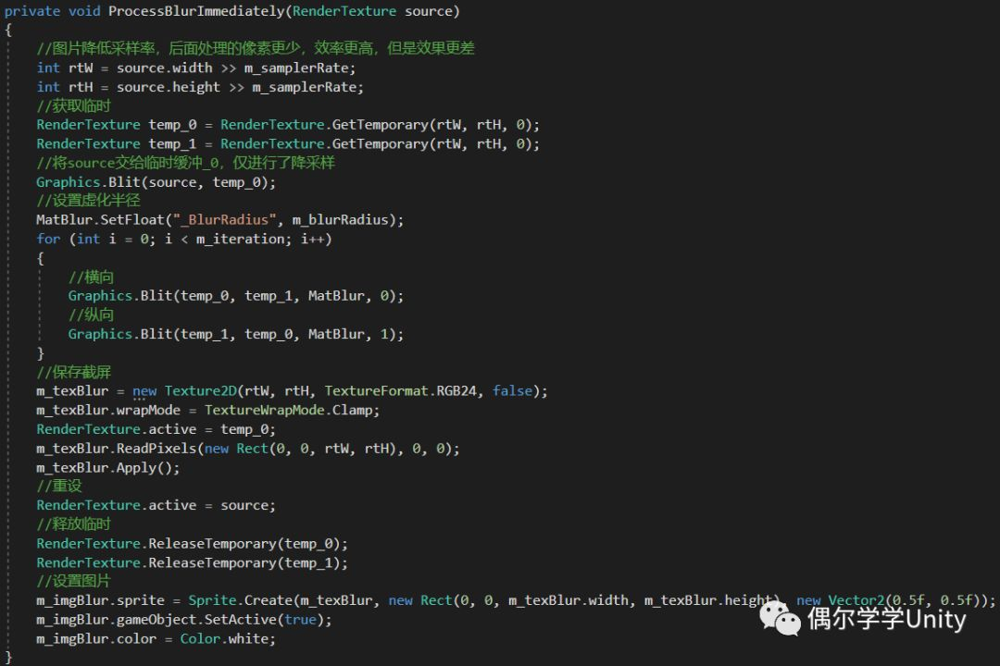 private void ProcessBlurImmediately(RenderTexture source)
{
    //图片降低采样率，后面处理的像素更少，效率更高，但是效果更差
    int rtW = source.width >> m_samplerRate;
    int rtH = source.height >> m_samplerRate;
    //获取临时
    RenderTexture temp_0 = RenderTexture.GetTemporary(rtW, rtH, 0);
    RenderTexture temp_1 = RenderTexture.GetTemporary(rtW, rtH, 0);
    //将source交给临时缓冲_0，仅进行了降采样
    Graphics.Blit(source, temp_0);
    //设置虚化半径
    MatBlur.SetFloat("_BlurRadius", m_blurRadius);
    for (int i = 0; i < m_iteration; i++)
    {
        //横向
        Graphics.Blit(temp_0, temp_1, MatBlur, 0);
        //纵向
        Graphics.Blit(temp_1, temp_0, MatBlur, 1);
    }
    //保存截屏
    m_texBlur = new Texture2D(rtW, rtH, TextureFormat.RGB24, false);
    m_texBlur.wrapMode = TextureWrapMode.Clamp;
    RenderTexture.active = temp_0;
    m_texBlur.ReadPixels(new Rect(0, 0, rtW, rtH), 0, 0);
    m_texBlur.Apply();
    //重设
    RenderTexture.active = source;
    //释放临时
    RenderTexture.ReleaseTemporary(temp_0);
    RenderTexture.ReleaseTemporary(temp_1);
    //设置图片
    m_imgBlur.sprite = Sprite.Create(m_texBlur, new Rect(0, 0, m_texBlur.width, m_texBlur.height), new Vector2(0.5f, 0.5f));
    m_imgBlur.gameObject.SetActive(true);
    m_imgBlur.color = Color.white;
}
偶尔学学Unity